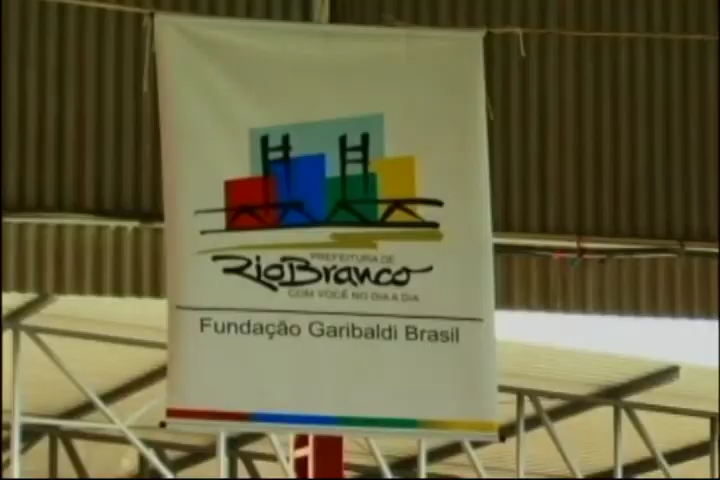 PREFEITURA DE
RioBranco
COM VOCÊ NO DIA A DIA
Fundação Garibaldi Brasil